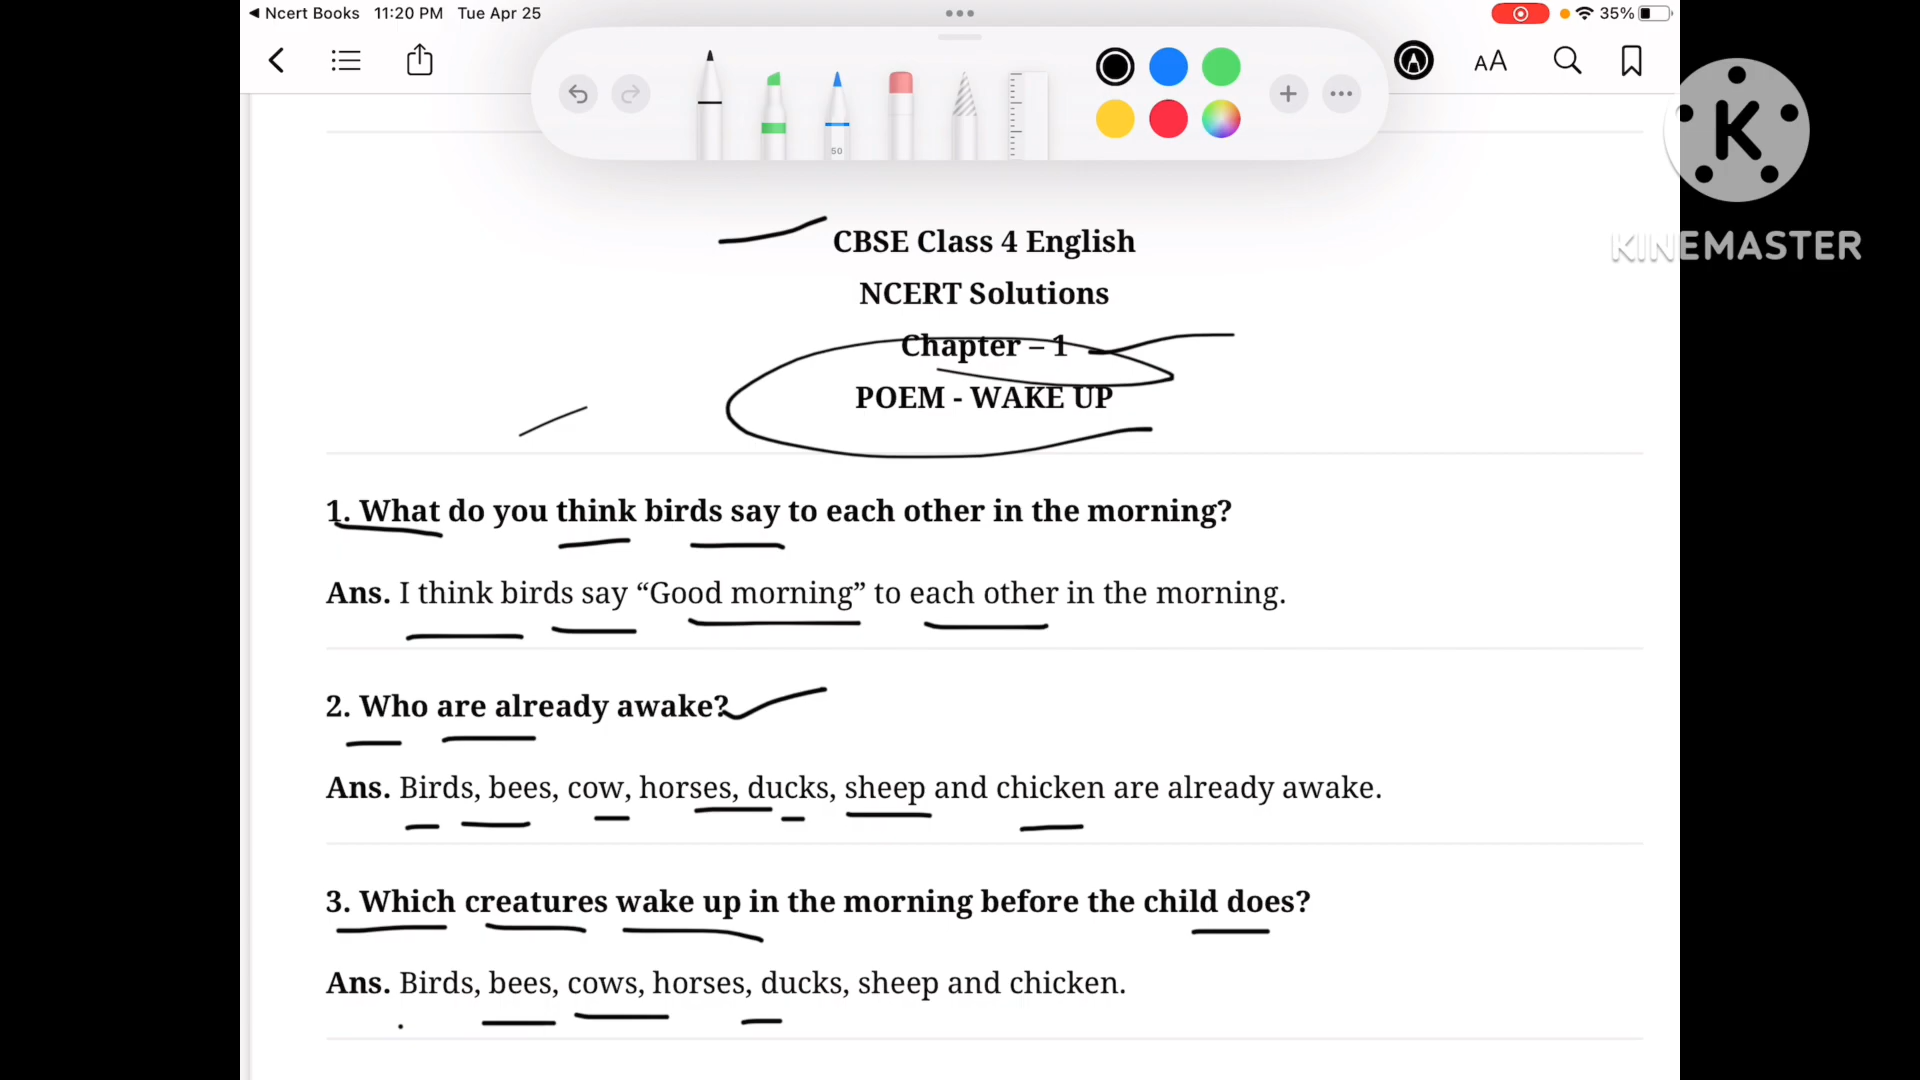 ◀ Ncert Books 11:20 PM Tue Apr 25
35%
AA
50
K
KINEMASTER
CBSE Class 4 English
NCERT Solutions
Chapter – 1
POEM - WAKE UP
1. What do you think birds say to each other in the morning?
Ans. I think birds say “Good morning” to each other in the morning.
2. Who are already awake?
Ans. Birds, bees, cow, horses, ducks, sheep and chicken are already awake.
3. Which creatures wake up in the morning before the child does?
Ans. Birds, bees, cows, horses, ducks, sheep and chicken.